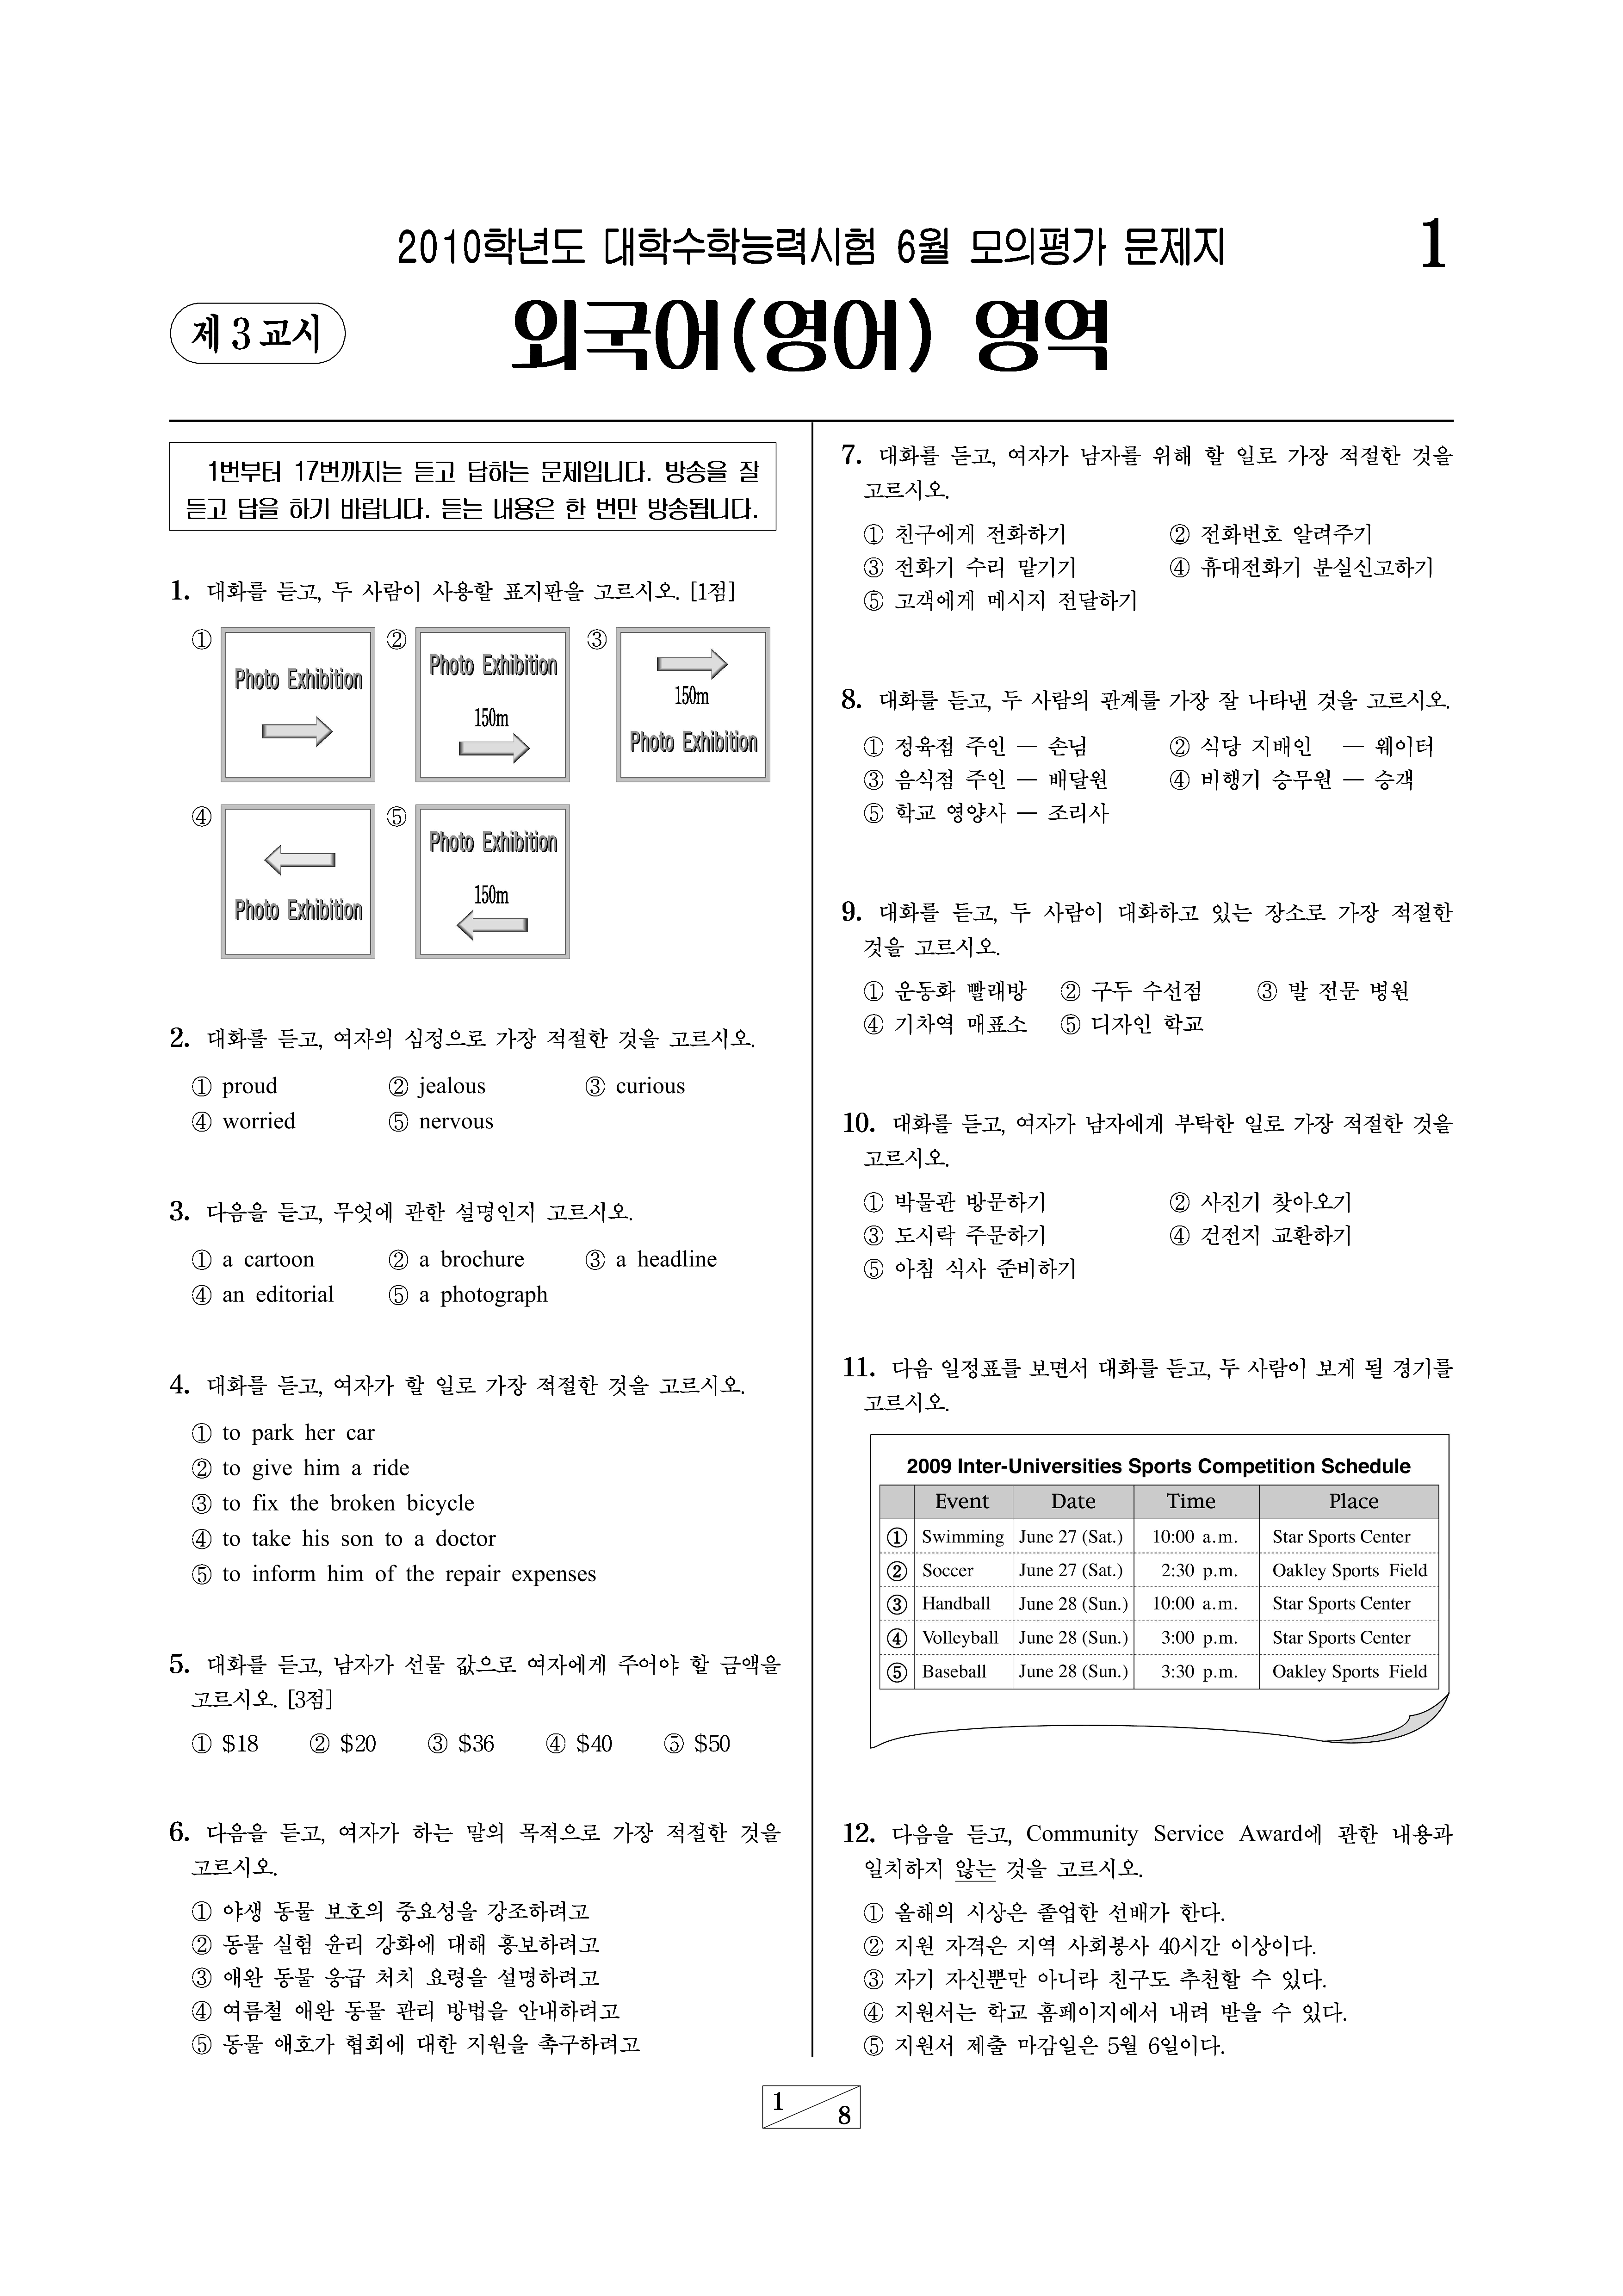 2010학년도 대학수학능력시험 6월 모의평가 문제지
1
제 3 교시
외국어(영어) 영역
1번부터 17번까지는 듣고 답하는 문제입니다. 방송을 잘
듣고 답을 하기 바랍니다. 듣는 내용은 한 번만 방송됩니다.
1. 대화를 듣고, 두 사람이 사용할 표지판을 고르시오. [1점]
① Photo Exhibition
② Photo Exhibition
150m
③ 150m
Photo Exhibition
④ Photo Exhibition
⑤ Photo Exhibition
150m
2. 대화를 듣고, 여자의 심정으로 가장 적절한 것을 고르시오.
① proud ② jealous ③ curious
④ worried ⑤ nervous
3. 다음을 듣고, 무엇에 관한 설명인지 고르시오.
① a cartoon ② a brochure ③ a headline
④ an editorial ⑤ a photograph
4. 대화를 듣고, 여자가 할 일로 가장 적절한 것을 고르시오.
① to park her car
② to give him a ride
③ to fix the broken bicycle
④ to take his son to a doctor
⑤ to inform him of the repair expenses
5. 대화를 듣고, 남자가 선물 값으로 여자에게 주어야 할 금액을
고르시오. [3점]
① $18 ② $20 ③ $36 ④ $40 ⑤ $50
6. 다음을 듣고, 여자가 하는 말의 목적으로 가장 적절한 것을
고르시오.
① 야생 동물 보호의 중요성을 강조하려고
② 동물 실험 윤리 강화에 대해 홍보하려고
③ 애완 동물 응급 처치 요령을 설명하려고
④ 여름철 애완 동물 관리 방법을 안내하려고
⑤ 동물 애호가 협회에 대한 지원을 촉구하려고
7. 대화를 듣고, 여자가 남자를 위해 할 일로 가장 적절한 것을
고르시오.
① 친구에게 전화하기 ② 전화번호 알려주기
③ 전화기 수리 맡기기 ④ 휴대전화기 분실신고하기
⑤ 고객에게 메시지 전달하기
8. 대화를 듣고, 두 사람의 관계를 가장 잘 나타낸 것을 고르시오.
① 정육점 주인 — 손님 ② 식당 지배인 — 웨이터
③ 음식점 주인 — 배달원 ④ 비행기 승무원 — 승객
⑤ 학교 영양사 — 조리사
9. 대화를 듣고, 두 사람이 대화하고 있는 장소로 가장 적절한
것을 고르시오.
① 운동화 빨래방 ② 구두 수선점 ③ 발 전문 병원
④ 기차역 매표소 ⑤ 디자인 학교
10. 대화를 듣고, 여자가 남자에게 부탁한 일로 가장 적절한 것을
고르시오.
① 박물관 방문하기 ② 사진기 찾아오기
③ 도시락 주문하기 ④ 건전지 교환하기
⑤ 아침 식사 준비하기
11. 다음 일정표를 보면서 대화를 듣고, 두 사람이 보게 될 경기를
고르시오.
2009 Inter-Universities Sports Competition Schedule
Event Date Time Place
① Swimming June 27 (Sat.) 10:00 a.m. Star Sports Center
② Soccer June 27 (Sat.) 2:30 p.m. Oakley Sports Field
③ Handball June 28 (Sun.) 10:00 a.m. Star Sports Center
④ Volleyball June 28 (Sun.) 3:00 p.m. Star Sports Center
⑤ Baseball June 28 (Sun.) 3:30 p.m. Oakley Sports Field
12. 다음을 듣고, Community Service Award에 관한 내용과
일치하지 않는 것을 고르시오.
① 올해의 시상은 졸업한 선배가 한다.
② 지원 자격은 지역 사회봉사 40시간 이상이다.
③ 자기 자신뿐만 아니라 친구도 추천할 수 있다.
④ 지원서는 학교 홈페이지에서 내려 받을 수 있다.
⑤ 지원서 제출 마감일은 5월 6일이다.
1
8